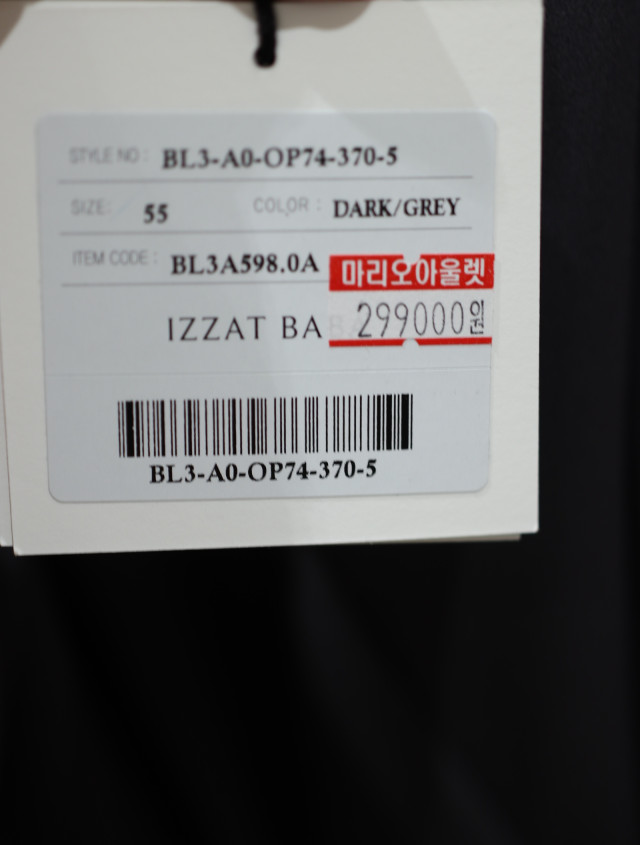 STYLE NO : BL3-A0-OP74-370-5
SIZE: 55 COLOR : DARK/GREY
ITEM CODE : BL3A598.0A
마리오아울렛
IZZAT BA
299000원
BL3-A0-OP74-370-5